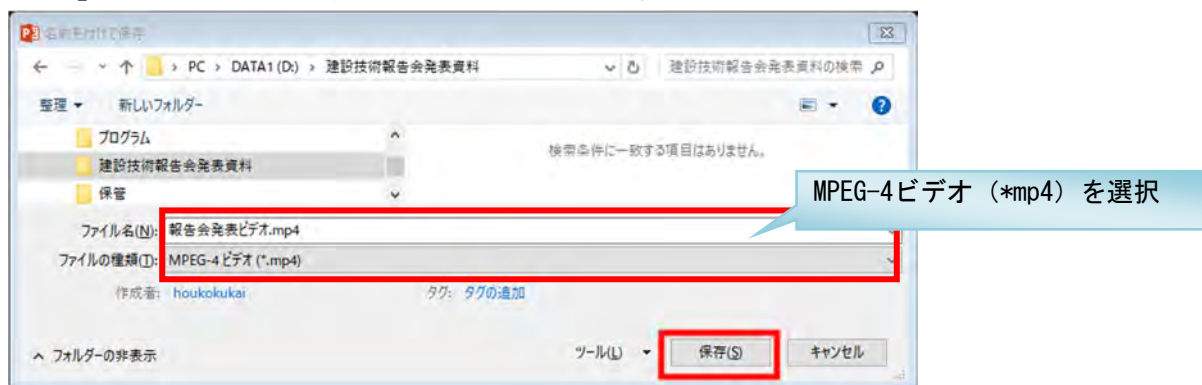 名前を付けて保存
PC > DATA1 (D:) > 建設技術報告会発表資料
建設技術報告会発表資料の検索
整理 新しいフォルダー
プログラム
建設技術報告会発表資料
保管
検索条件に一致する項目はありません。
MPEG-4ビデオ (*mp4) を選択
ファイル名(N): 報告会発表ビデオ.mp4
ファイルの種類(T): MPEG-4 ビデオ (*.mp4)
作成者: houkokukai タグ: タグの追加
フォルダーの非表示 ツール(L) 保存(S) キャンセル